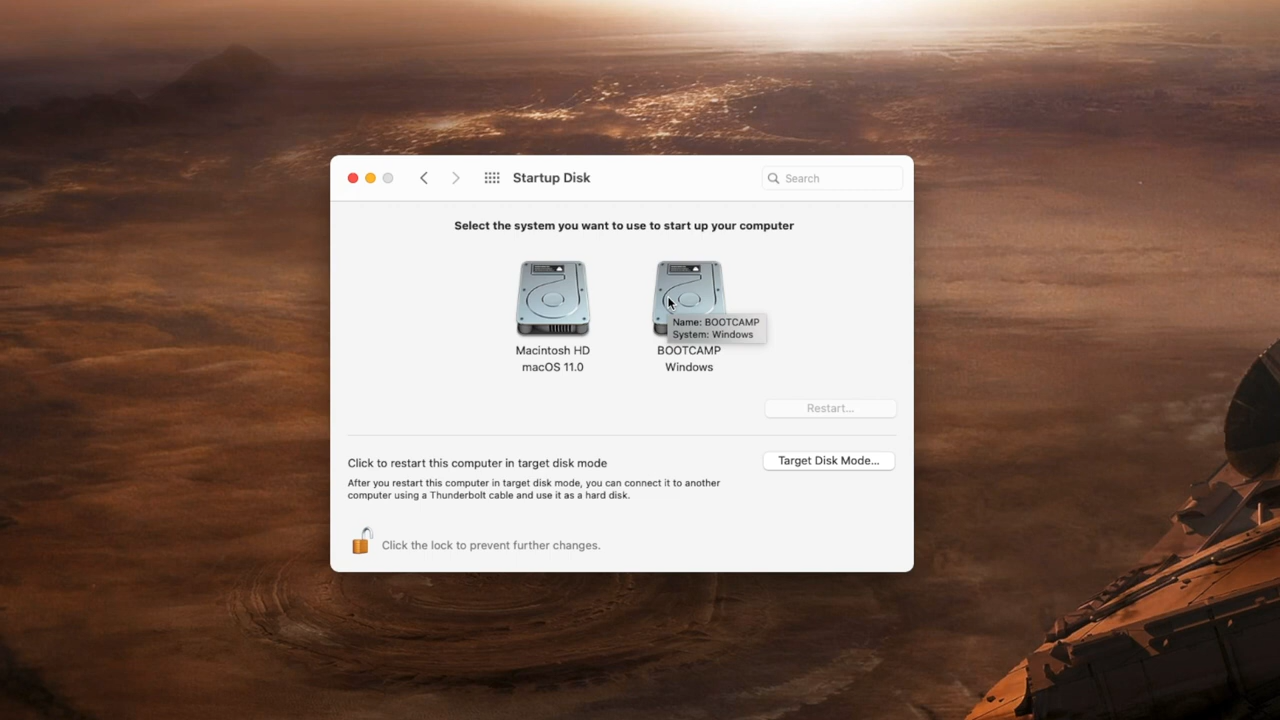 Startup Disk
Search
Select the system you want to use to start up your computer
Name: BOOTCAMP
System: Windows
Macintosh HD
macOS 11.0
BOOTCAMP
Windows
Restart...
Click to restart this computer in target disk mode
Target Disk Mode...
After you restart this computer in target disk mode, you can connect it to another
computer using a Thunderbolt cable and use it as a hard disk.
Click the lock to prevent further changes.